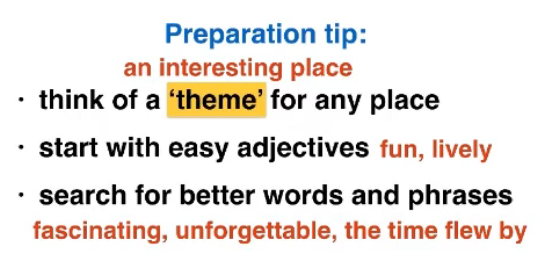 Preparation tip:
an interesting place
· think of a ‘theme’ for any place
· start with easy adjectives fun, lively
· search for better words and phrases
fascinating, unforgettable, the time flew by